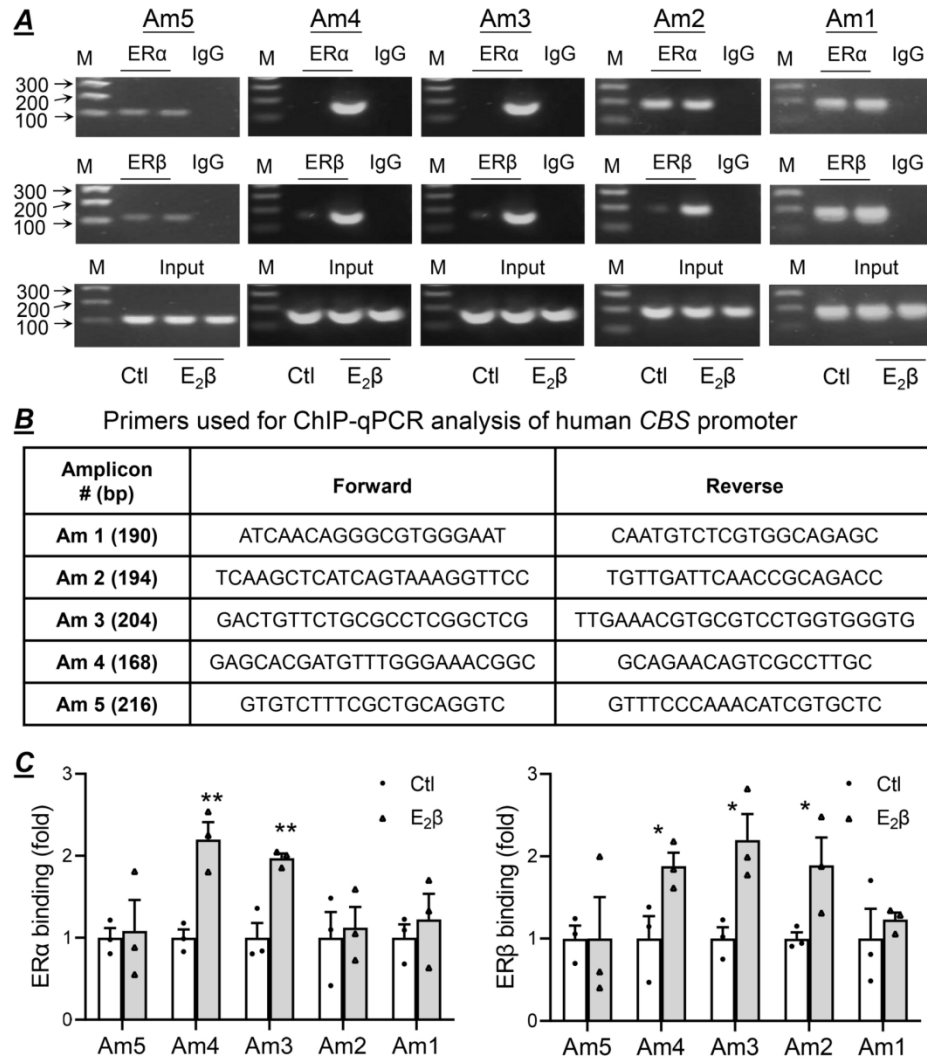 A Am5 Am4 Am3 Am2 Am1
M ERα IgG M ERα IgG M ERα IgG M ERα IgG M ERα IgG
300
200
100
M ERβ IgG M ERβ IgG M ERβ IgG M ERβ IgG M ERβ IgG
300
200
100
M Input M Input M Input M Input M Input
300
200
100
Ctl E₂β Ctl E₂β Ctl E₂β Ctl E₂β Ctl E₂β
B Primers used for ChIP-qPCR analysis of human CBS promoter
Amplicon # (bp) Forward Reverse
Am 1 (190) ATCAACAGGGCGTGGGAAT CAATGTCTCGTGGCAGAGC
Am 2 (194) TCAAGCTCATCAGTAAAGGTTCC TGTTGATTCAACCGCAGACC
Am 3 (204) GACTGTTCTGCGCCTCGGCTCG TTGAAACGTGCGTCCTGGTGGGTG
Am 4 (168) GAGCACGATGTTTGGGAAACGGC GCAGAACAGTCGCCTTGC
Am 5 (216) GTGTCTTTCGCTGCAGGTC GTTTCCCAAACATCGTGCTC
C
ERα binding (fold)
3
2
1
0
Ctl
E₂β
** **
Am5 Am4 Am3 Am2 Am1
ERβ binding (fold)
3
2
1
0
Ctl
E₂β
* * *
Am5 Am4 Am3 Am2 Am1